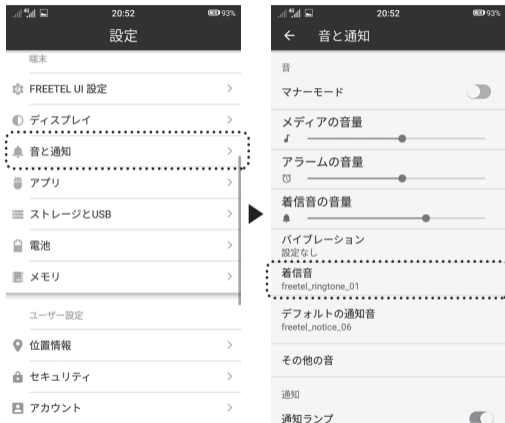 4G 20:52 93%
設定
端末
FREETEL UI 設定
ディスプレイ
音と通知
アプリ
ストレージとUSB
電池
メモリ
ユーザー設定
位置情報
セキュリティ
アカウント
4G 20:52 93%
音と通知
音
マナーモード
メディアの音量
アラームの音量
着信音の音量
バイブレーション
設定なし
着信音
freetel_ringtone_01
デフォルトの通知音
freetel_notice_06
その他の音
通知
通知ランプ